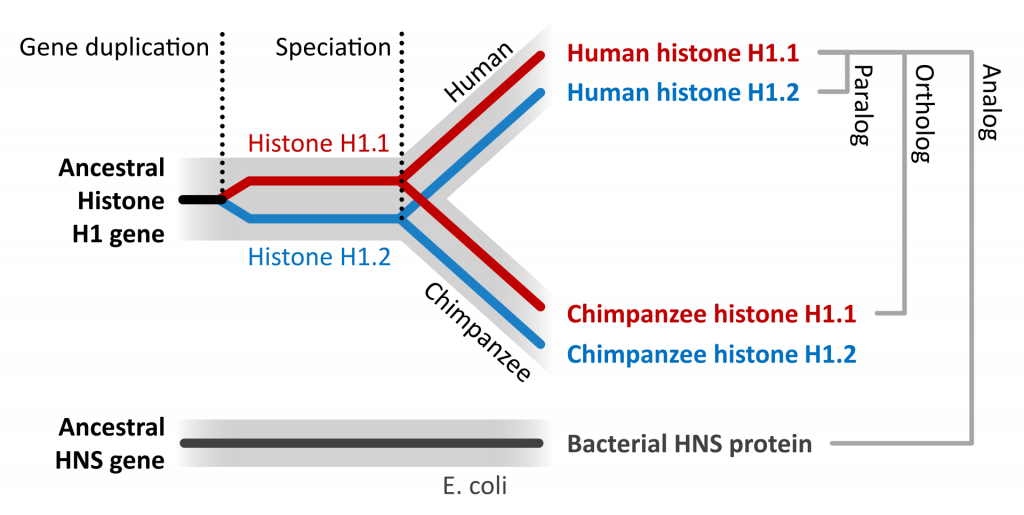 Gene duplication
Speciation
Human
Human histone H1.1
Human histone H1.2
Paralog
Ortholog
Analog
Histone H1.1
Ancestral
Histone
H1 gene
Histone H1.2
Chimpanzee
Chimpanzee histone H1.1
Chimpanzee histone H1.2
Ancestral
HNS gene
Bacterial HNS protein
E. coli